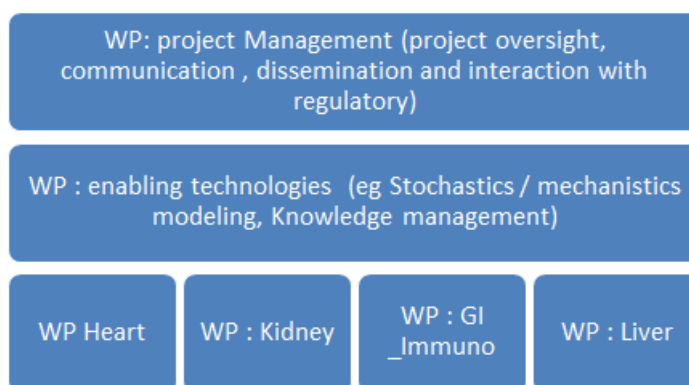 WP: project Management (project oversight,
communication , dissemination and interaction with
regulatory)
WP : enabling technologies  (eg Stochastics / mechanistics
modeling, Knowledge management)
WP Heart
WP : Kidney
WP : GI
_Immuno
WP : Liver